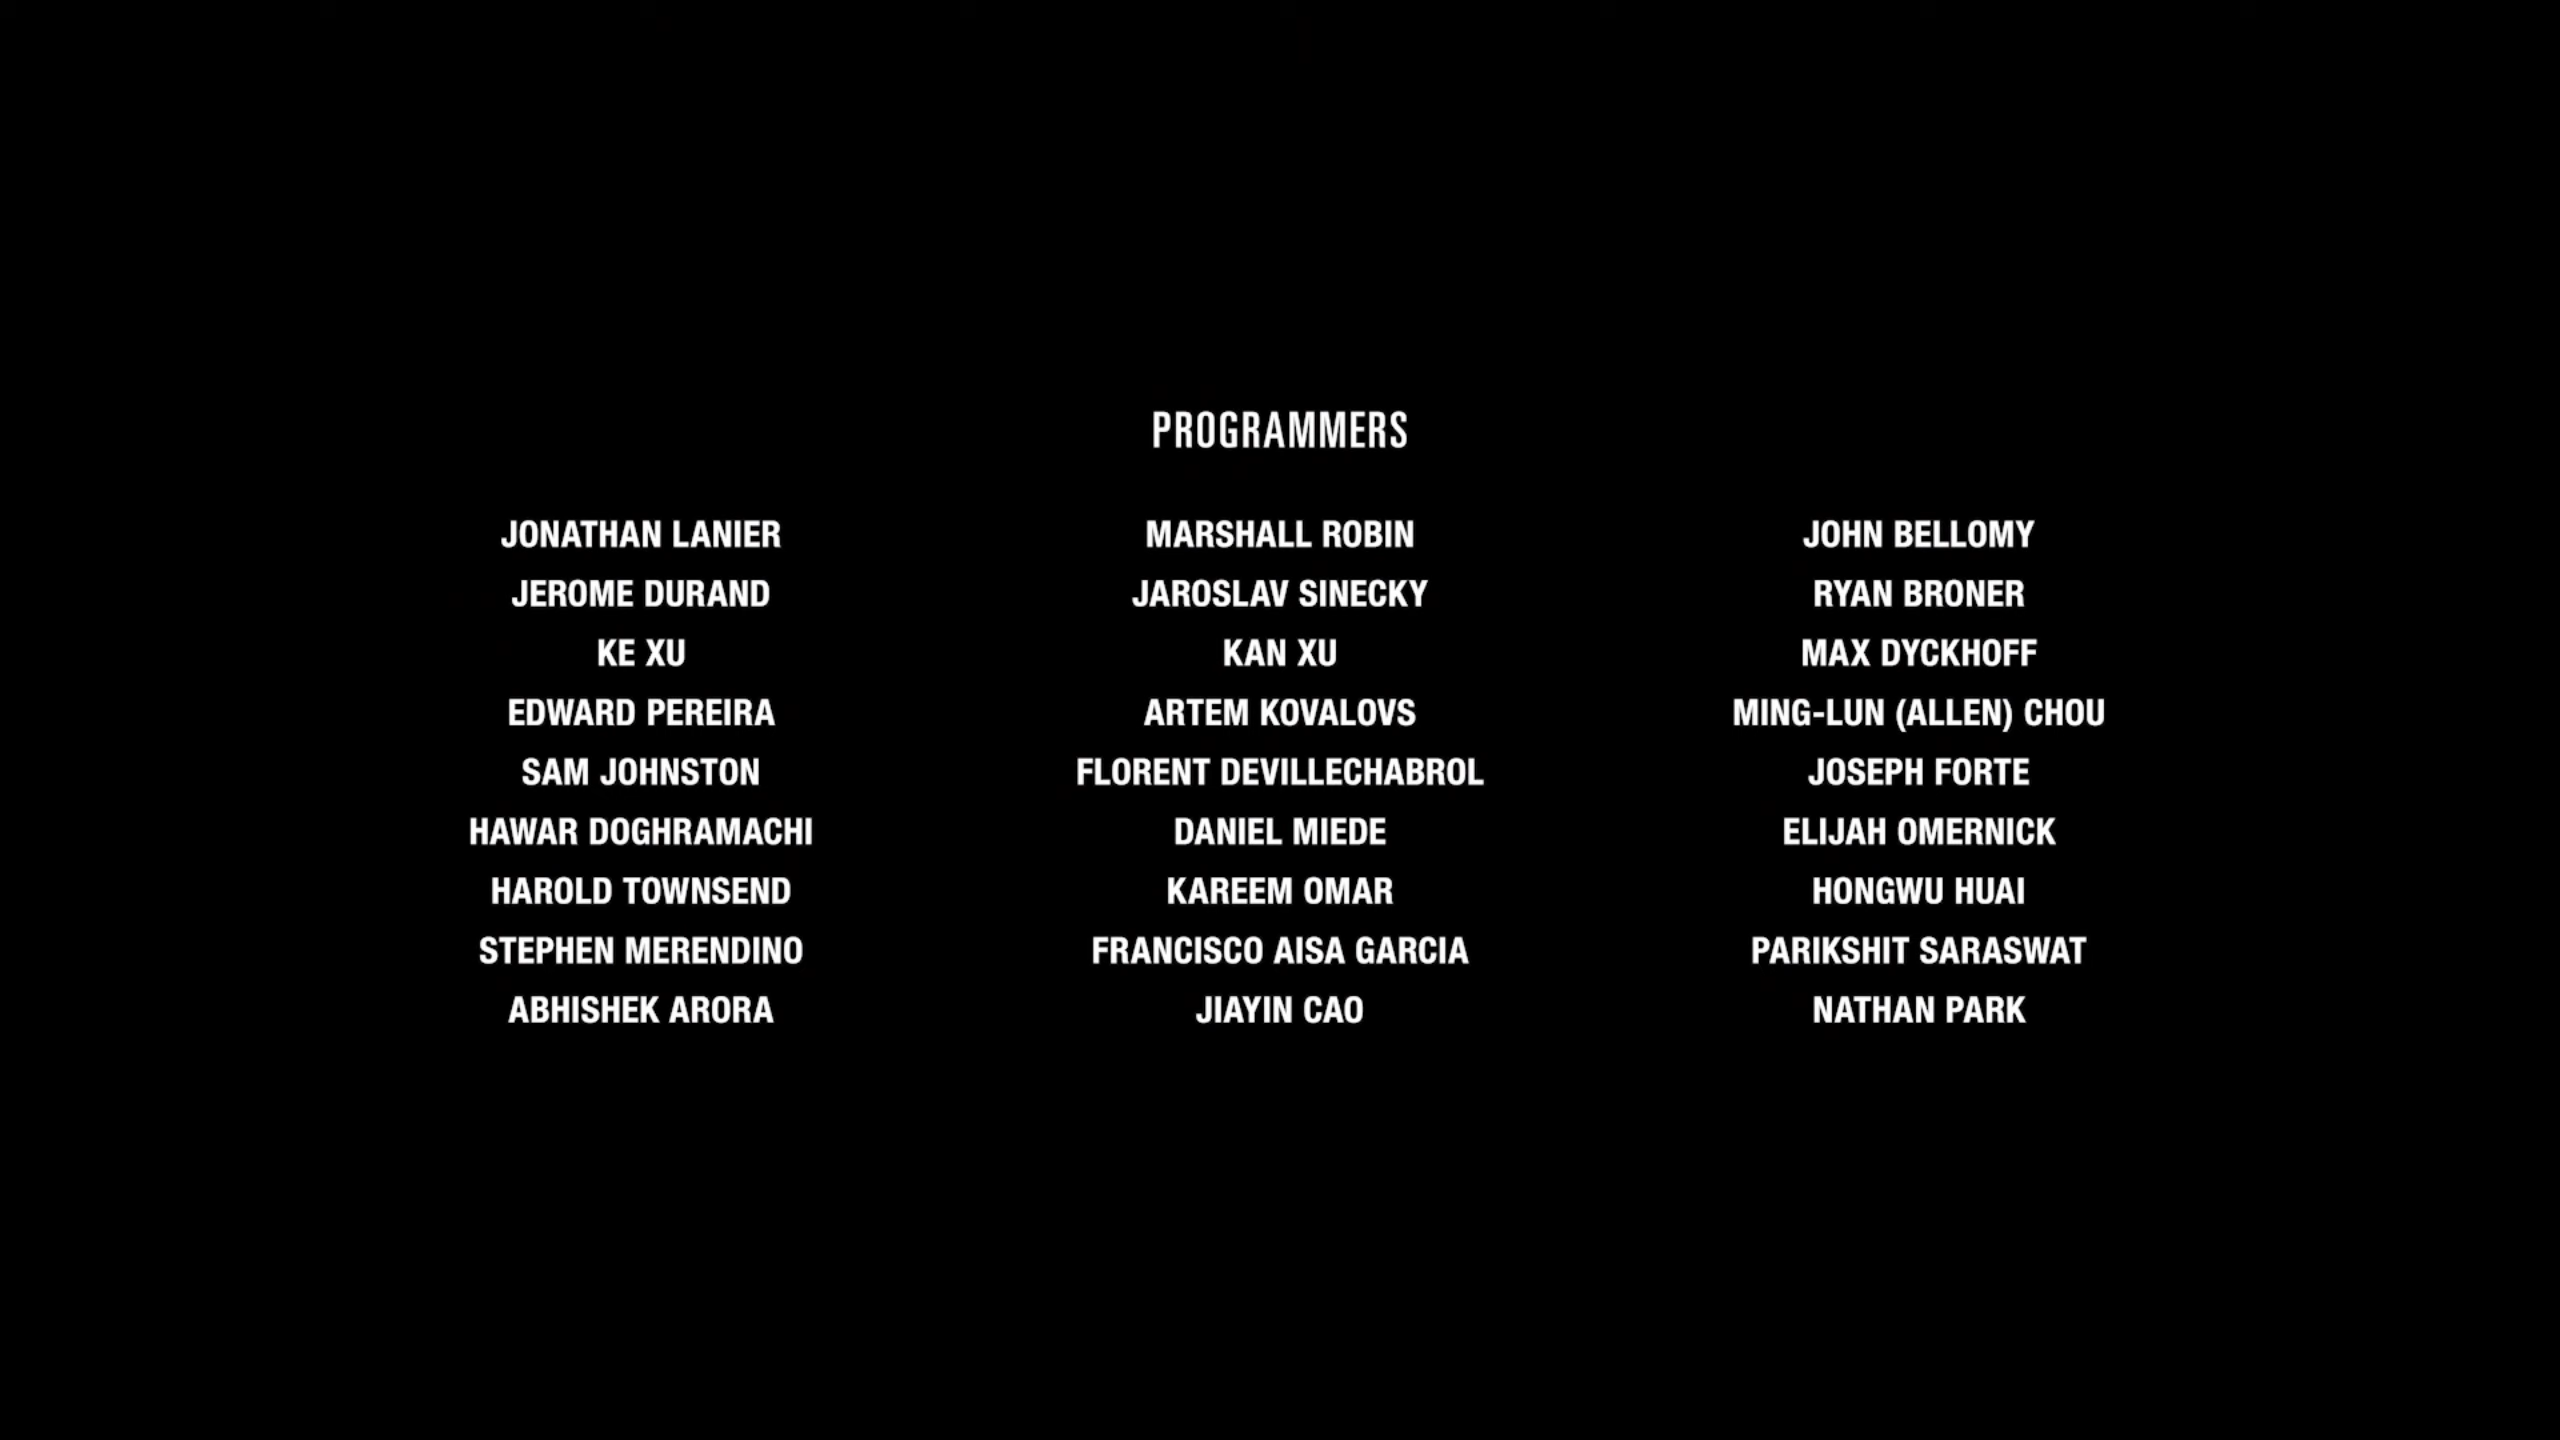 PROGRAMMERS
JONATHAN LANIER
MARSHALL ROBIN
JOHN BELLOMY
JEROME DURAND
JAROSLAV SINECKY
RYAN BRONER
KE XU
KAN XU
MAX DYCKHOFF
EDWARD PEREIRA
ARTEM KOVALOVS
MING-LUN (ALLEN) CHOU
SAM JOHNSTON
FLORENT DEVILLECHABROL
JOSEPH FORTE
HAWAR DOGHRAMACHI
DANIEL MIEDE
ELIJAH OMERNICK
HAROLD TOWNSEND
KAREEM OMAR
HONGWU HUAI
STEPHEN MERENDINO
FRANCISCO AISA GARCIA
PARIKSHIT SARASWAT
ABHISHEK ARORA
JIAYIN CAO
NATHAN PARK